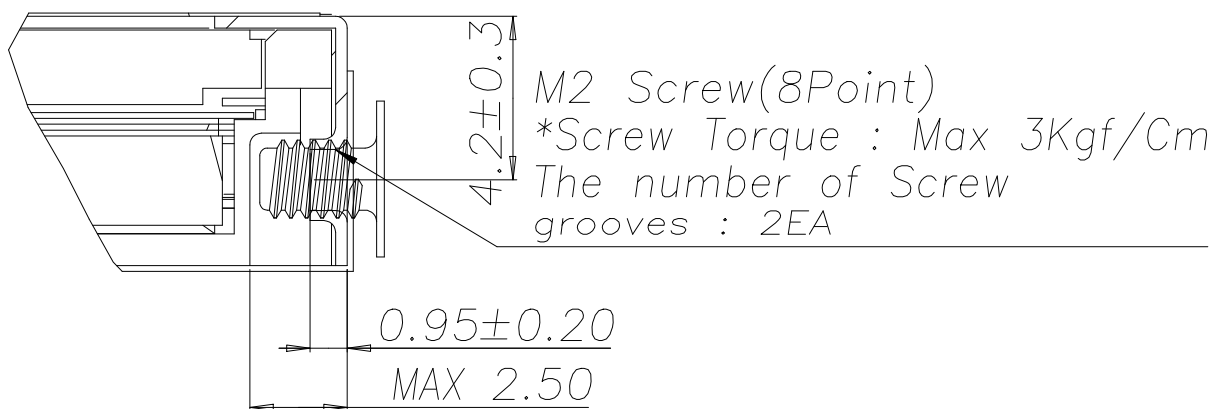 4.2±0.3
M2 Screw(8Point)
*Screw Torque : Max 3Kgf/Cm
The number of Screw
grooves : 2EA
0.95±0.20
MAX 2.50